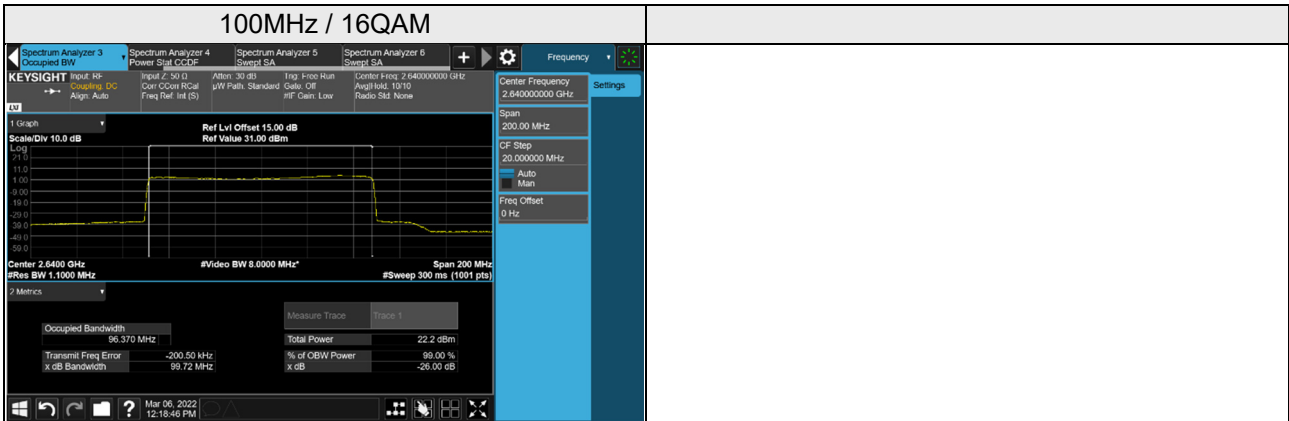 100MHz / 16QAM
Spectrum Analyzer 3
Occupied BW
Spectrum Analyzer 4
Power Stat CCDF
Spectrum Analyzer 5
Swept SA
Spectrum Analyzer 6
Swept SA
Frequency
KEYSIGHT
Input: RF
Coupling: DC
Align: Auto
Input Z: 50 Ω
Corr CCorr RCal
Freq Ref: Int (S)
Atten: 30 dB
µW Path: Standard
Trig: Free Run
Gate: Off
#IF Gain: Low
Center Freq: 2.640000000 GHz
Avg|Hold: 10/10
Radio Std: None
LXI
Center Frequency
2.640000000 GHz
Settings
Span
200.00 MHz
CF Step
20.000000 MHz
Auto
Man
Freq Offset
0 Hz
1 Graph
Scale/Div 10.0 dB
Ref Lvl Offset 15.00 dB
Ref Value 31.00 dBm
Log
21.0
11.0
1.00
-9.00
-19.0
-29.0
-39.0
-49.0
-59.0
Center 2.6400 GHz
#Video BW 8.0000 MHz*
Span 200 MHz
#Res BW 1.1000 MHz
#Sweep 300 ms (1001 pts)
2 Metrics
Measure Trace
Trace 1
Occupied Bandwidth
96.370 MHz
Total Power 22.2 dBm
Transmit Freq Error -200.50 kHz
% of OBW Power 99.00 %
x dB Bandwidth 99.72 MHz
x dB -26.00 dB
Mar 06, 2022
12:18:46 PM